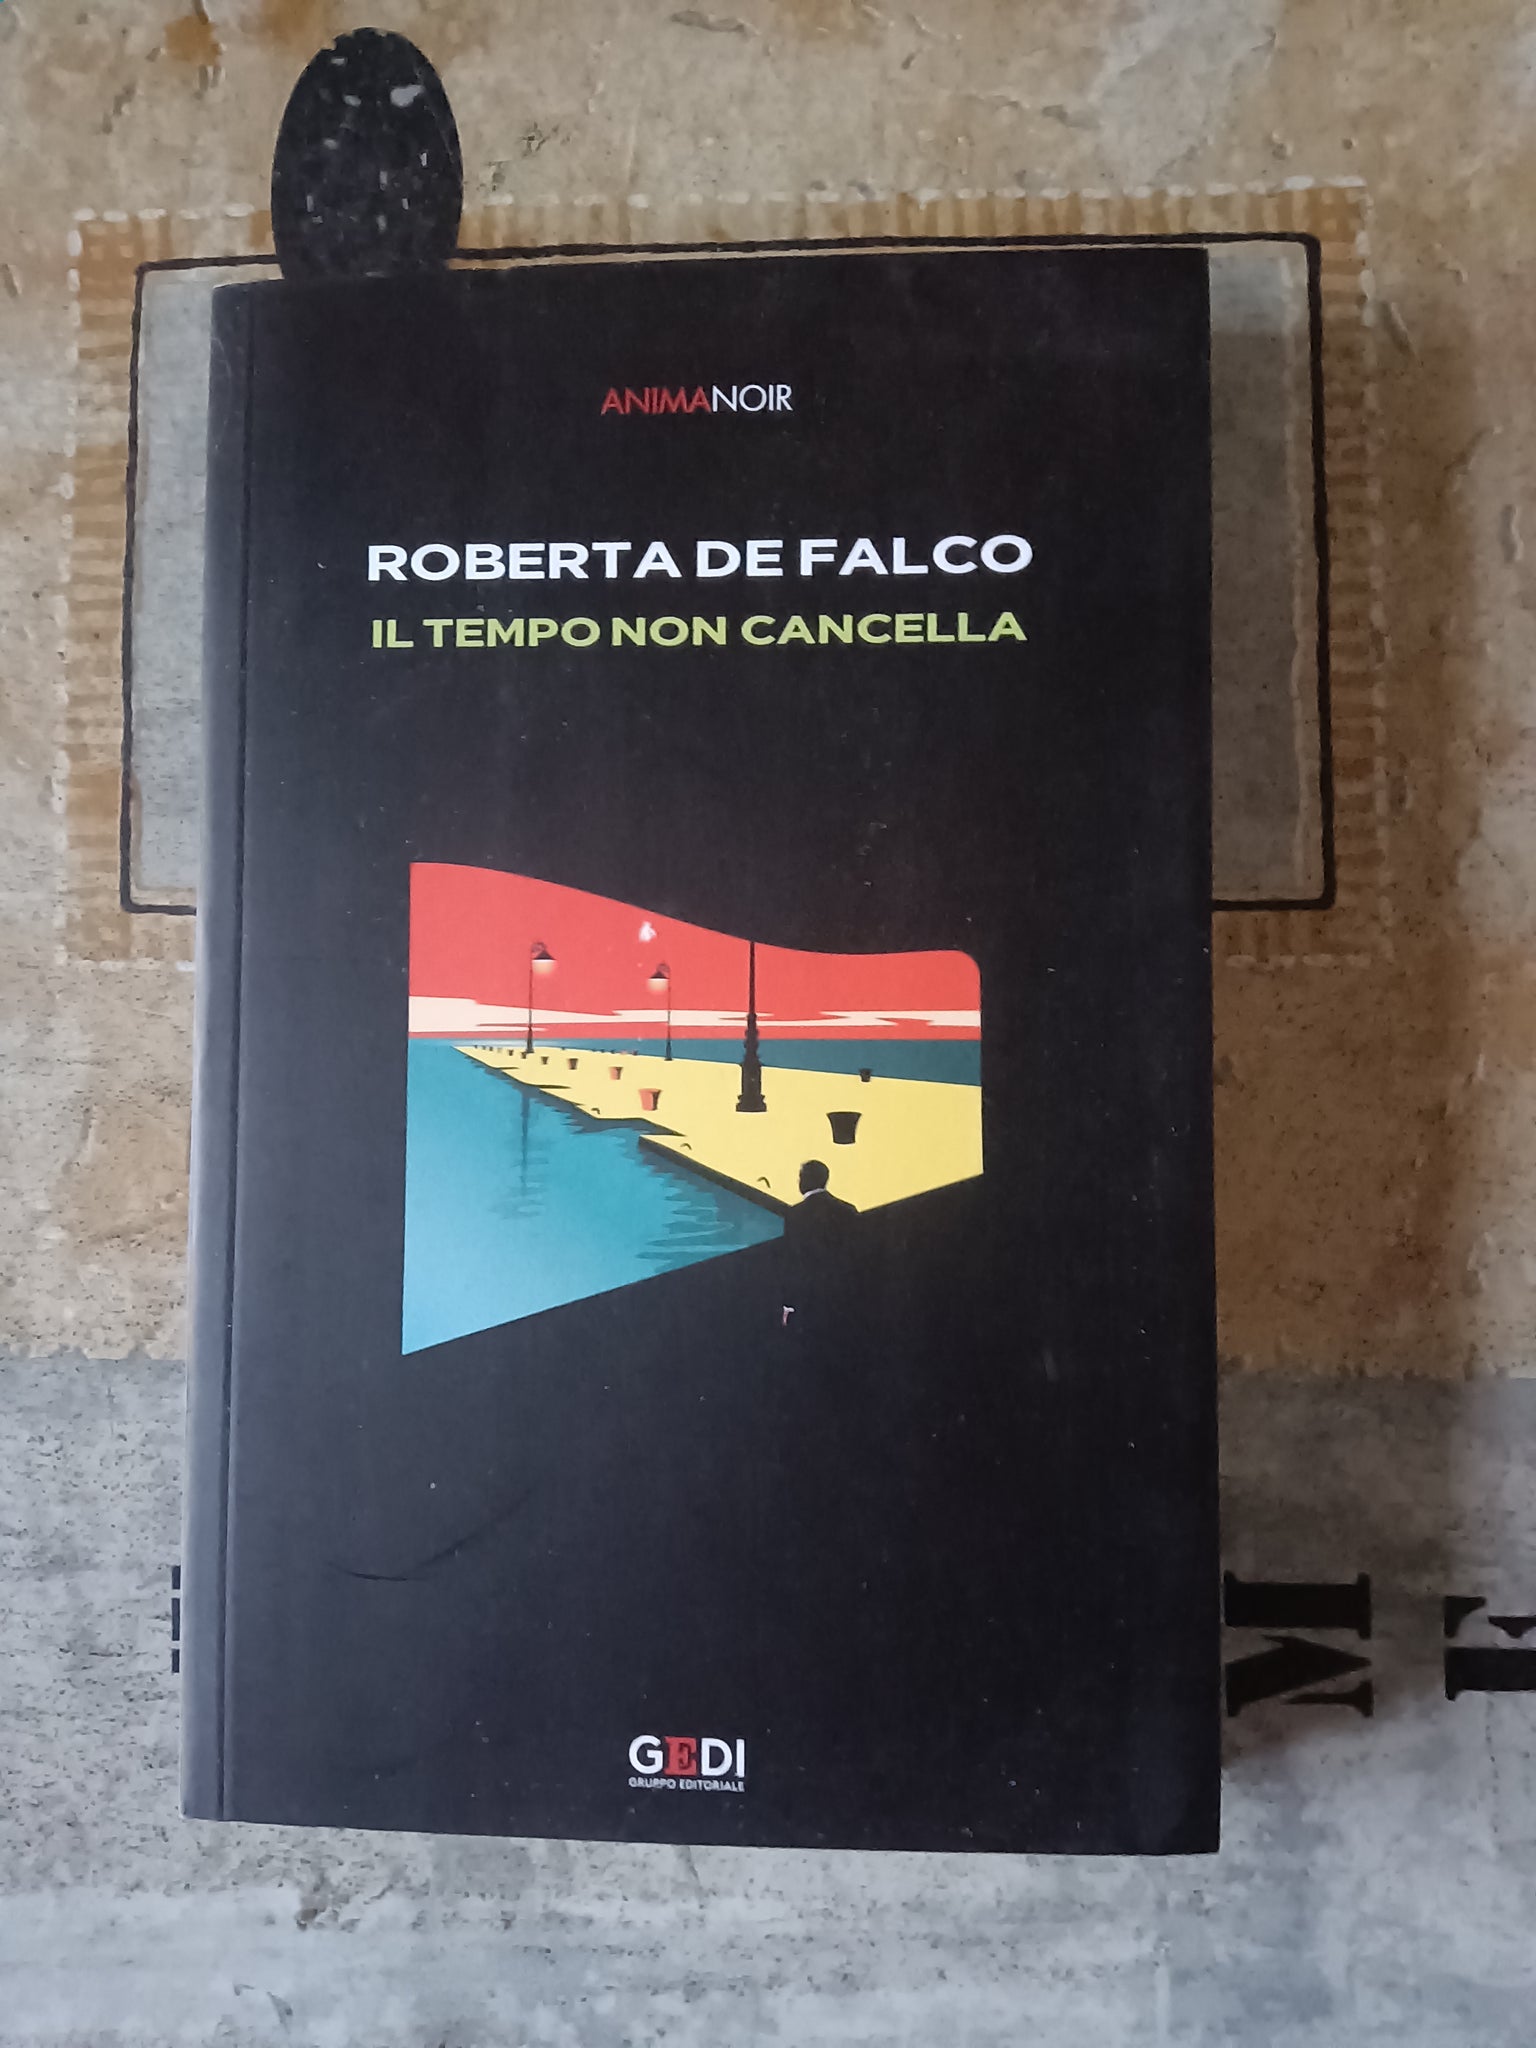 ANIMANOIR
ROBERTA DE FALCO
IL TEMPO NON CANCELLA
GEDI
GRUPPO EDITORIALE
M